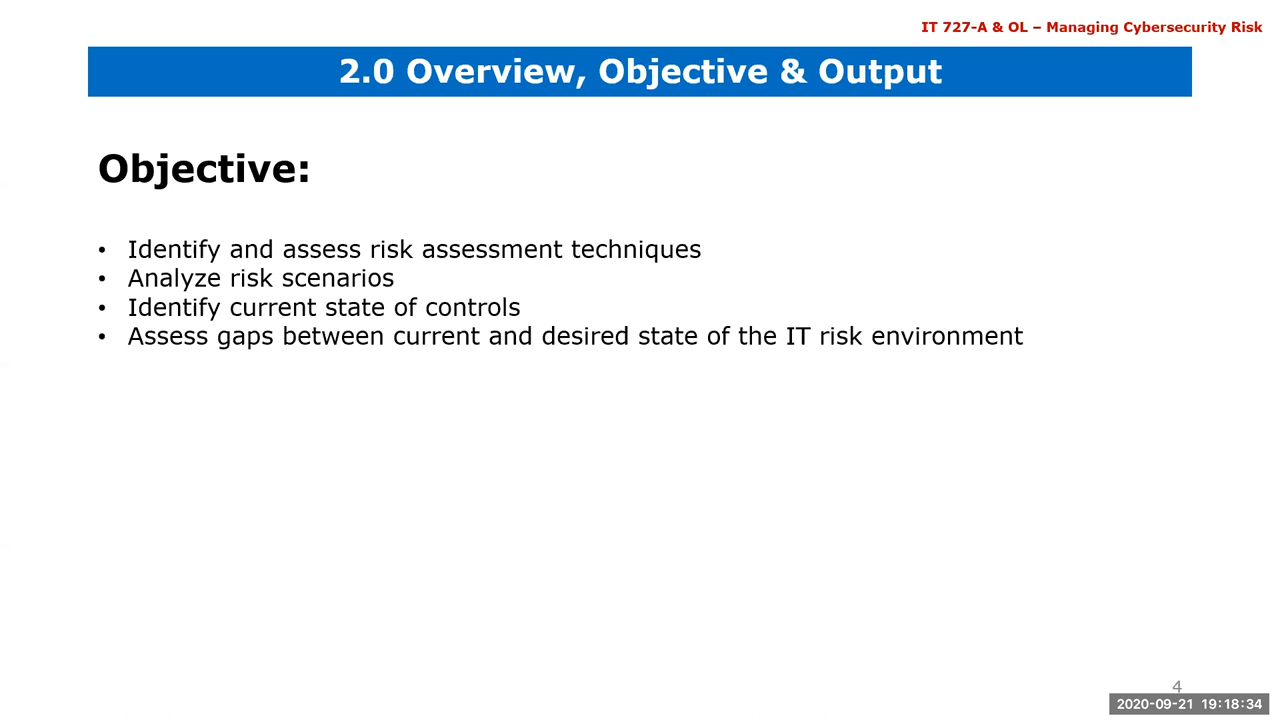 IT 727-A & OL – Managing Cybersecurity Risk
2.0 Overview, Objective & Output
Objective:
• Identify and assess risk assessment techniques
• Analyze risk scenarios
• Identify current state of controls
• Assess gaps between current and desired state of the IT risk environment
4
2020-09-21 19:18:34